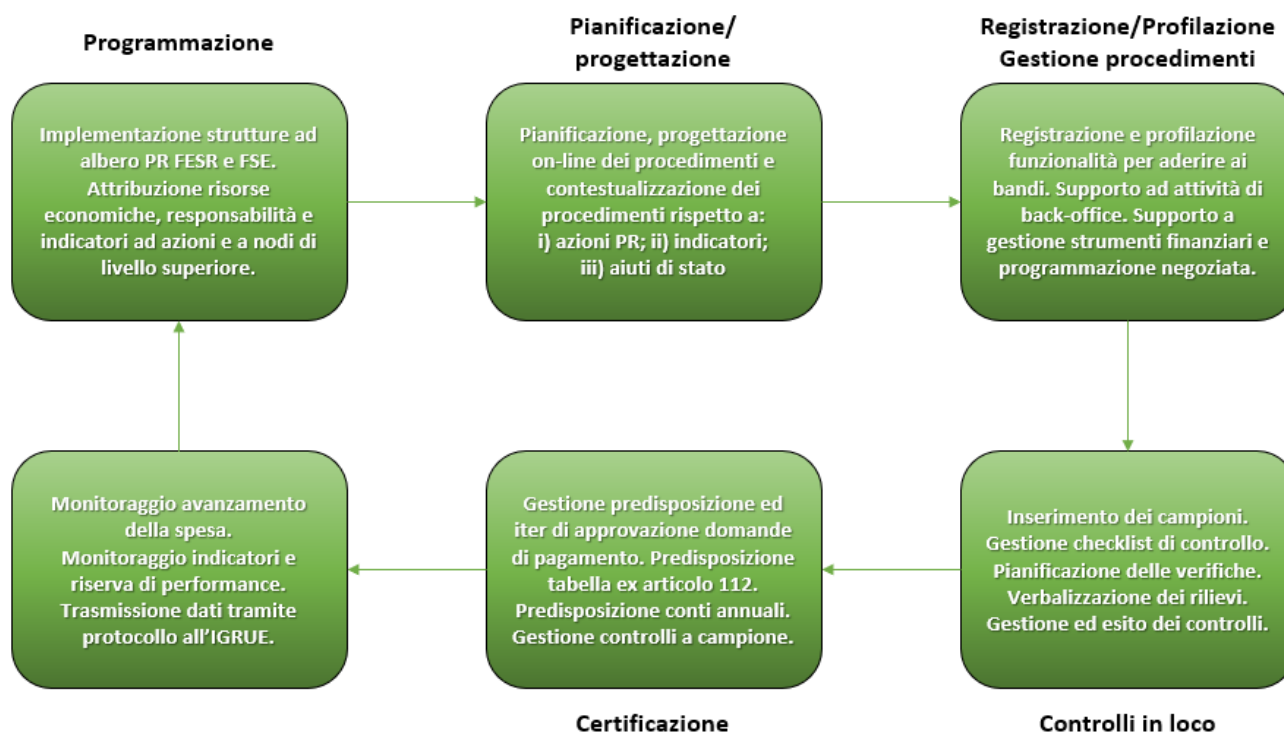 Programmazione
Implementazione strutture ad
albero PR FESR e FSE.
Attribuzione risorse
economiche, responsabilità e
indicatori ad azioni e a nodi di
livello superiore.
Pianificazione/
progettazione
Pianificazione, progettazione
on-line dei procedimenti e
contestualizzazione dei
procedimenti rispetto a:
i) azioni PR; ii) indicatori;
iii) aiuti di stato
Registrazione/Profilazione
Gestione procedimenti
Registrazione e profilazione
funzionalità per aderire ai
bandi. Supporto ad attività di
back-office. Supporto a
gestione strumenti finanziari e
programmazione negoziata.
Inserimento dei campioni.
Gestione checklist di controllo.
Pianificazione delle verifiche.
Verbalizzazione dei rilievi.
Gestione ed esito dei controlli.
Controlli in loco
Gestione predisposizione ed
iter di approvazione domande
di pagamento. Predisposizione
tabella ex articolo 112.
Predisposizione conti annuali.
Gestione controlli a campione.
Certificazione
Monitoraggio avanzamento
della spesa.
Monitoraggio indicatori e
riserva di performance.
Trasmissione dati tramite
protocollo all'IGRUE.